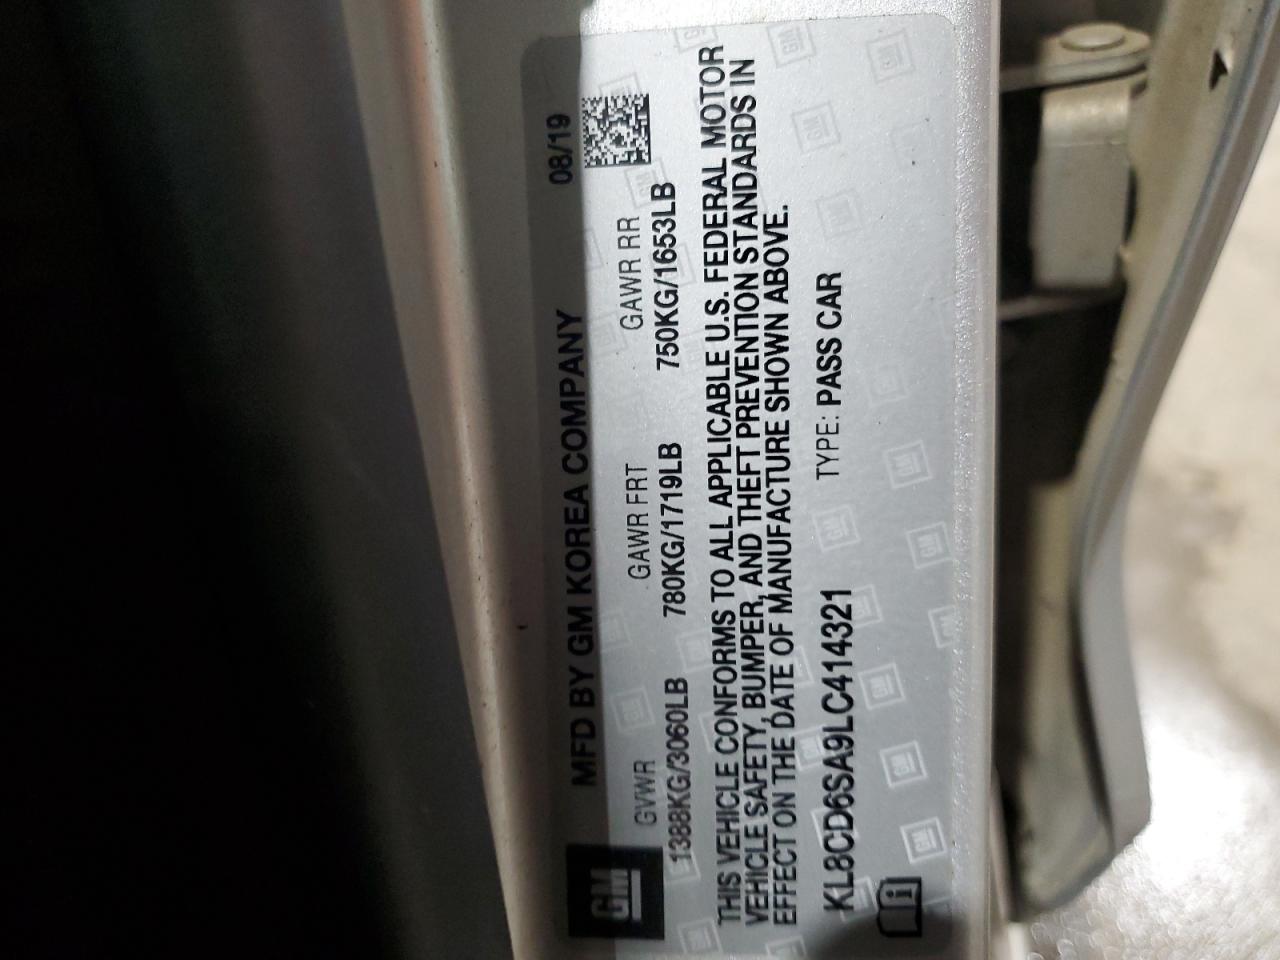 GM
MFD BY GM KOREA COMPANY 08/19
GVWR GAWR FRT GAWR RR
1388KG/3060LB 780KG/1719LB 750KG/1653LB
THIS VEHICLE CONFORMS TO ALL APPLICABLE U.S. FEDERAL MOTOR
VEHICLE SAFETY, BUMPER, AND THEFT PREVENTION STANDARDS IN
EFFECT ON THE DATE OF MANUFACTURE SHOWN ABOVE.
KL8CD6SA9LC414321 TYPE: PASS CAR